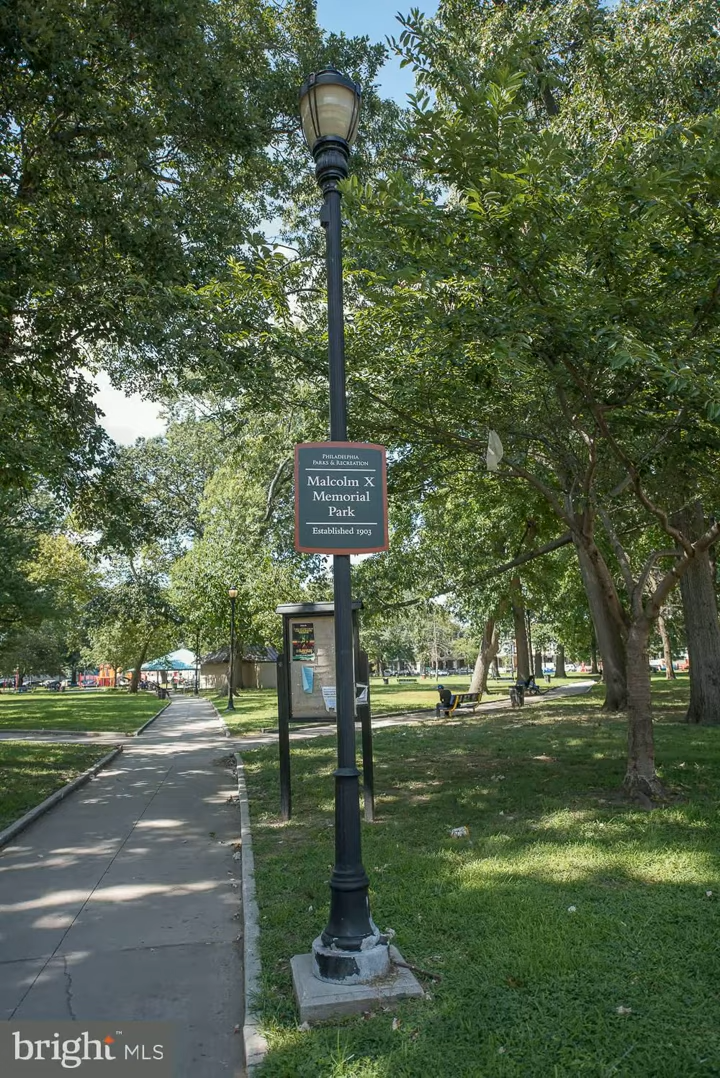 PHILADELPHIA
PARKS & RECREATION
Malcolm X
Memorial
Park
Established 1903
bright MLS